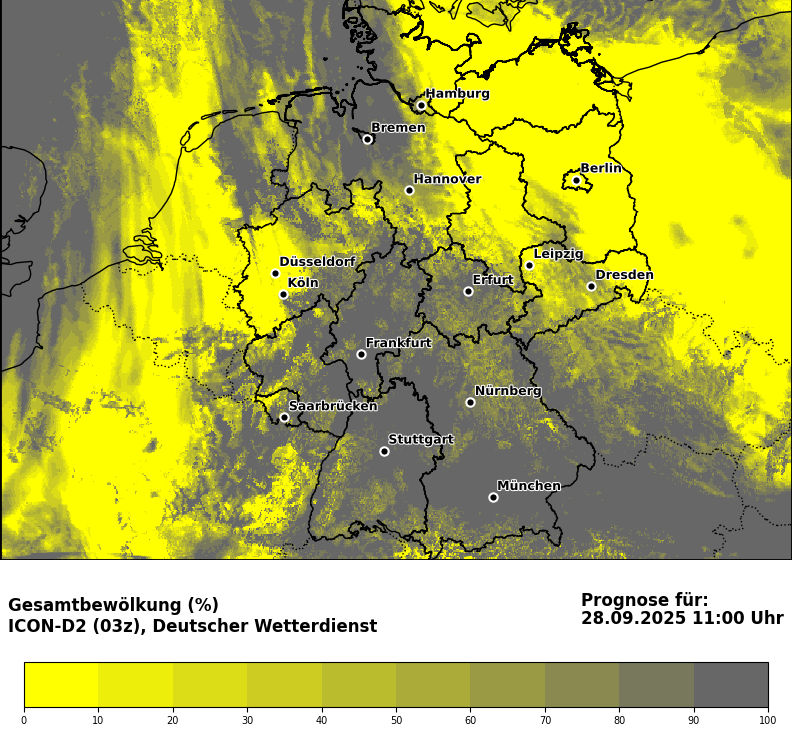 Hamburg
Bremen
Berlin
Hannover
Leipzig
Düsseldorf
Dresden
Köln
Erfurt
Frankfurt
Nürnberg
Saarbrücken
Stuttgart
München
Gesamtbewölkung (%)
ICON-D2 (03z), Deutscher Wetterdienst
Prognose für:
28.09.2025 11:00 Uhr
0 10 20 30 40 50 60 70 80 90 100